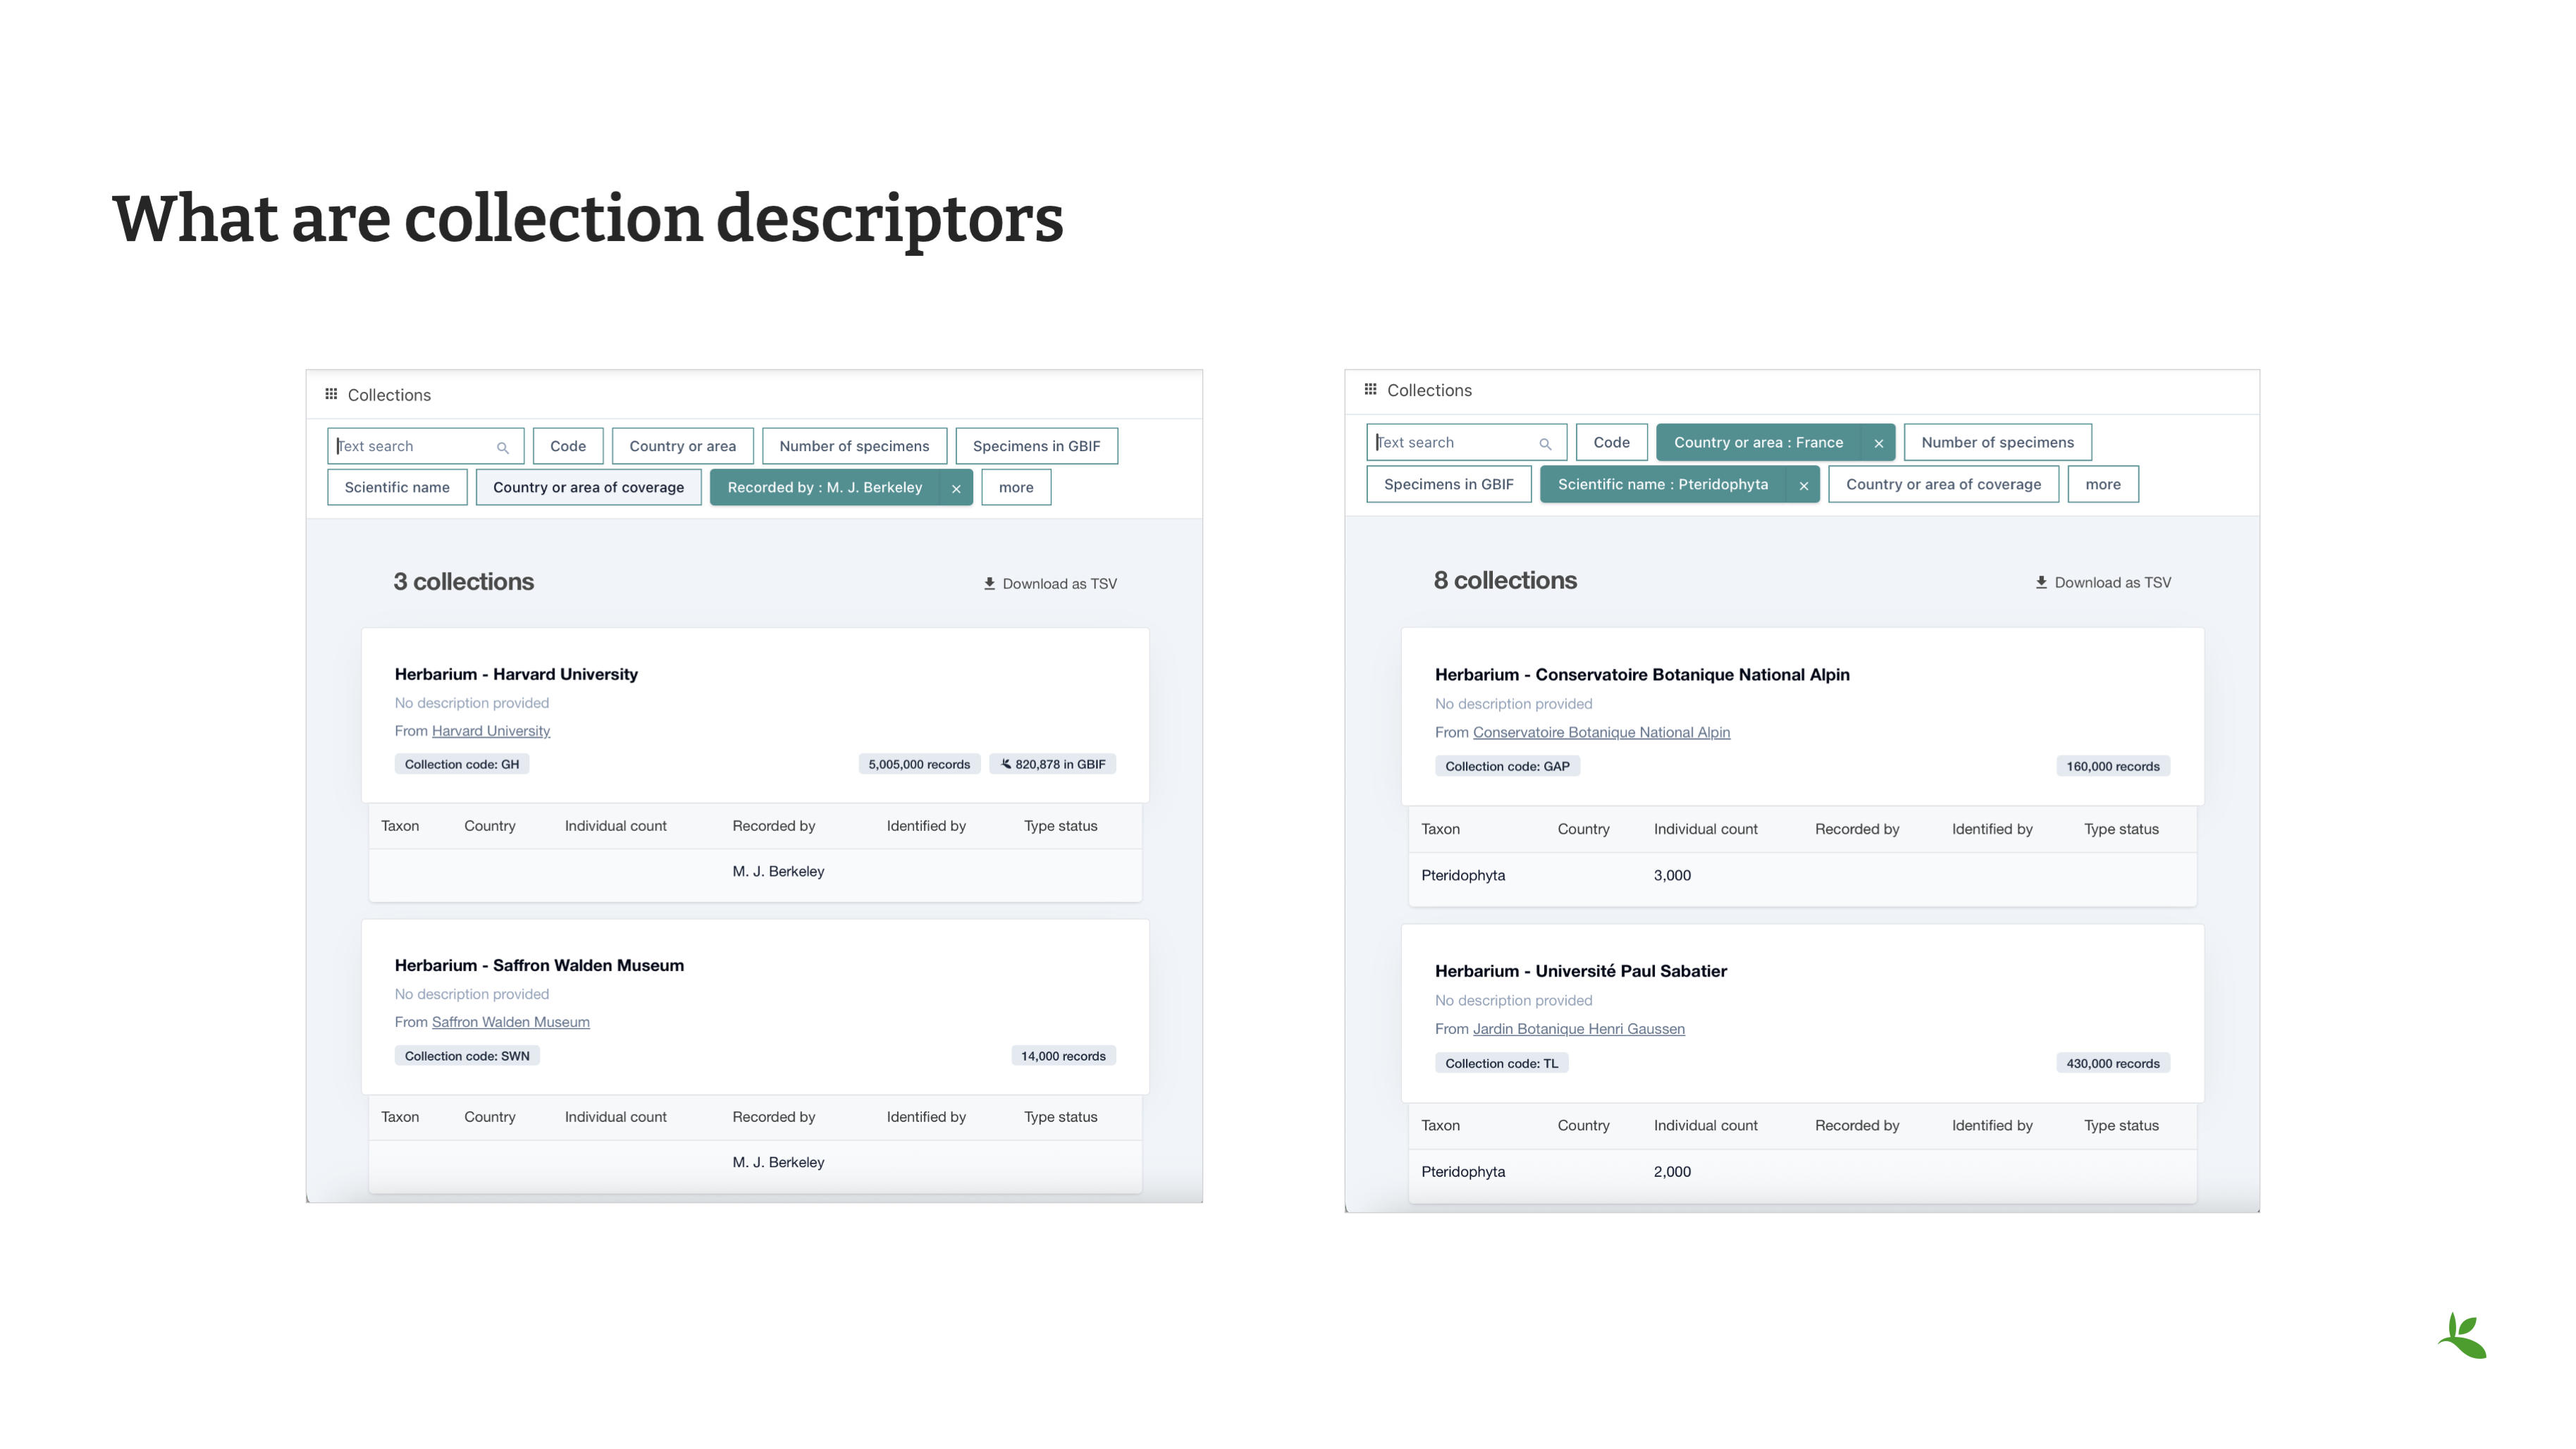 What are collection descriptors
Collections
Text search Code Country or area Number of specimens Specimens in GBIF
Scientific name Country or area of coverage Recorded by : M. J. Berkeley × more
3 collections Download as TSV
Herbarium - Harvard University
No description provided
From Harvard University
Collection code: GH 5,005,000 records 820,878 in GBIF
Taxon Country Individual count Recorded by Identified by Type status
M. J. Berkeley
Herbarium - Saffron Walden Museum
No description provided
From Saffron Walden Museum
Collection code: SWN 14,000 records
Taxon Country Individual count Recorded by Identified by Type status
M. J. Berkeley
Collections
Text search Code Country or area : France × Number of specimens
Specimens in GBIF Scientific name : Pteridophyta × Country or area of coverage more
8 collections Download as TSV
Herbarium - Conservatoire Botanique National Alpin
No description provided
From Conservatoire Botanique National Alpin
Collection code: GAP 160,000 records
Taxon Country Individual count Recorded by Identified by Type status
Pteridophyta 3,000
Herbarium - Université Paul Sabatier
No description provided
From Jardin Botanique Henri Gaussen
Collection code: TL 430,000 records
Taxon Country Individual count Recorded by Identified by Type status
Pteridophyta 2,000